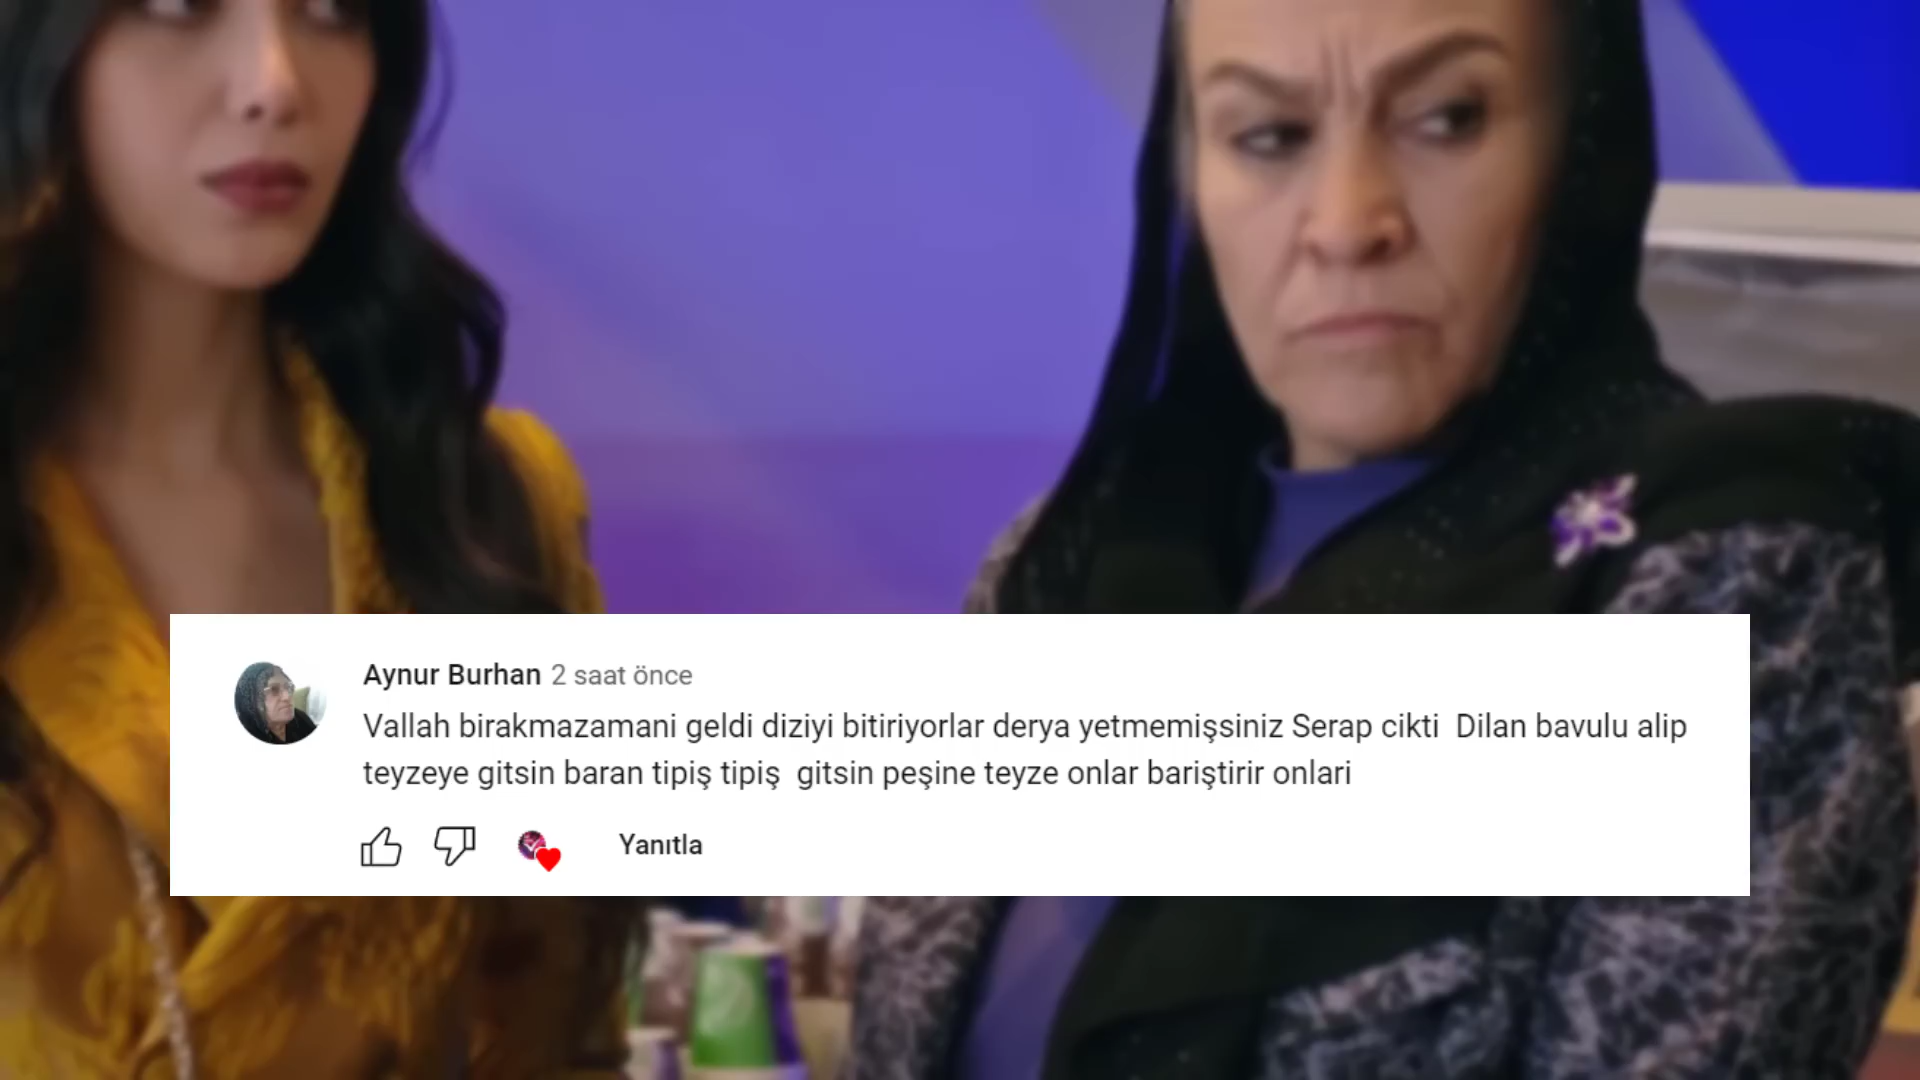 Aynur Burhan 2 saat önce
Vallah birakmazamani geldi diziyi bitiriyorlar derya yetmemişsiniz Serap cikti  Dilan bavulu alip
teyzeye gitsin baran tipiş tipiş  gitsin peşine teyze onlar bariştirir onlari
Yanıtla